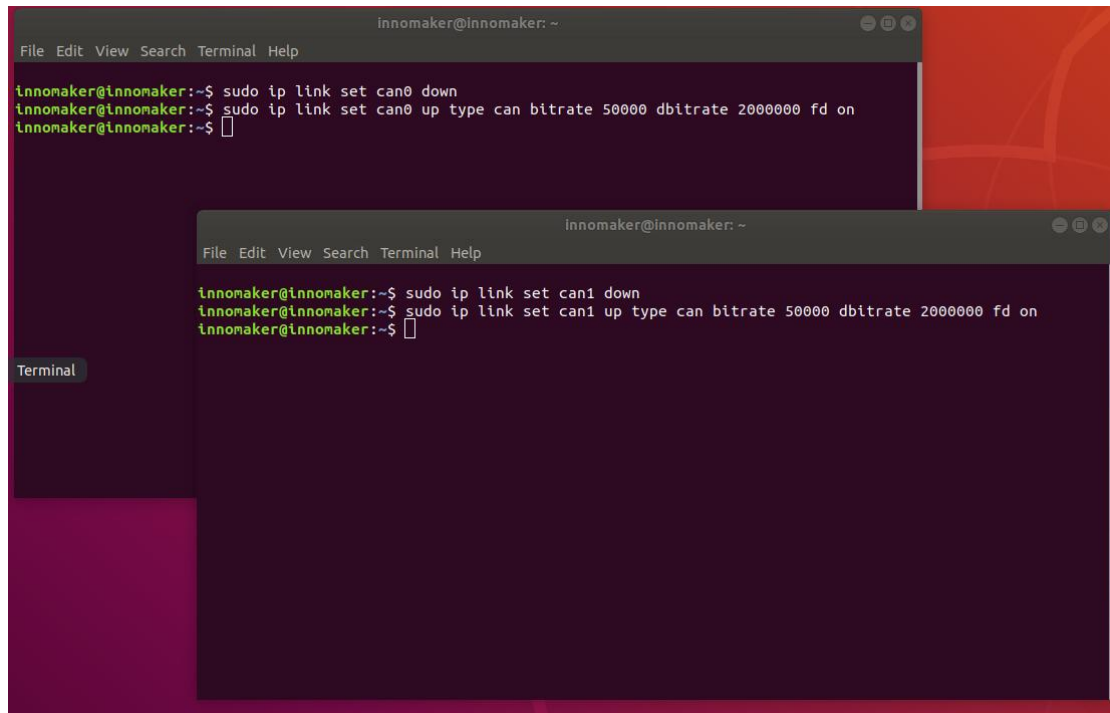 innomaker@innomaker: ~
File Edit View Search Terminal Help
innomaker@innomaker:~$ sudo ip link set can0 down
innomaker@innomaker:~$ sudo ip link set can0 up type can bitrate 50000 dbitrate 2000000 fd on
innomaker@innomaker:~$
innomaker@innomaker: ~
File Edit View Search Terminal Help
innomaker@innomaker:~$ sudo ip link set can1 down
innomaker@innomaker:~$ sudo ip link set can1 up type can bitrate 50000 dbitrate 2000000 fd on
innomaker@innomaker:~$
Terminal